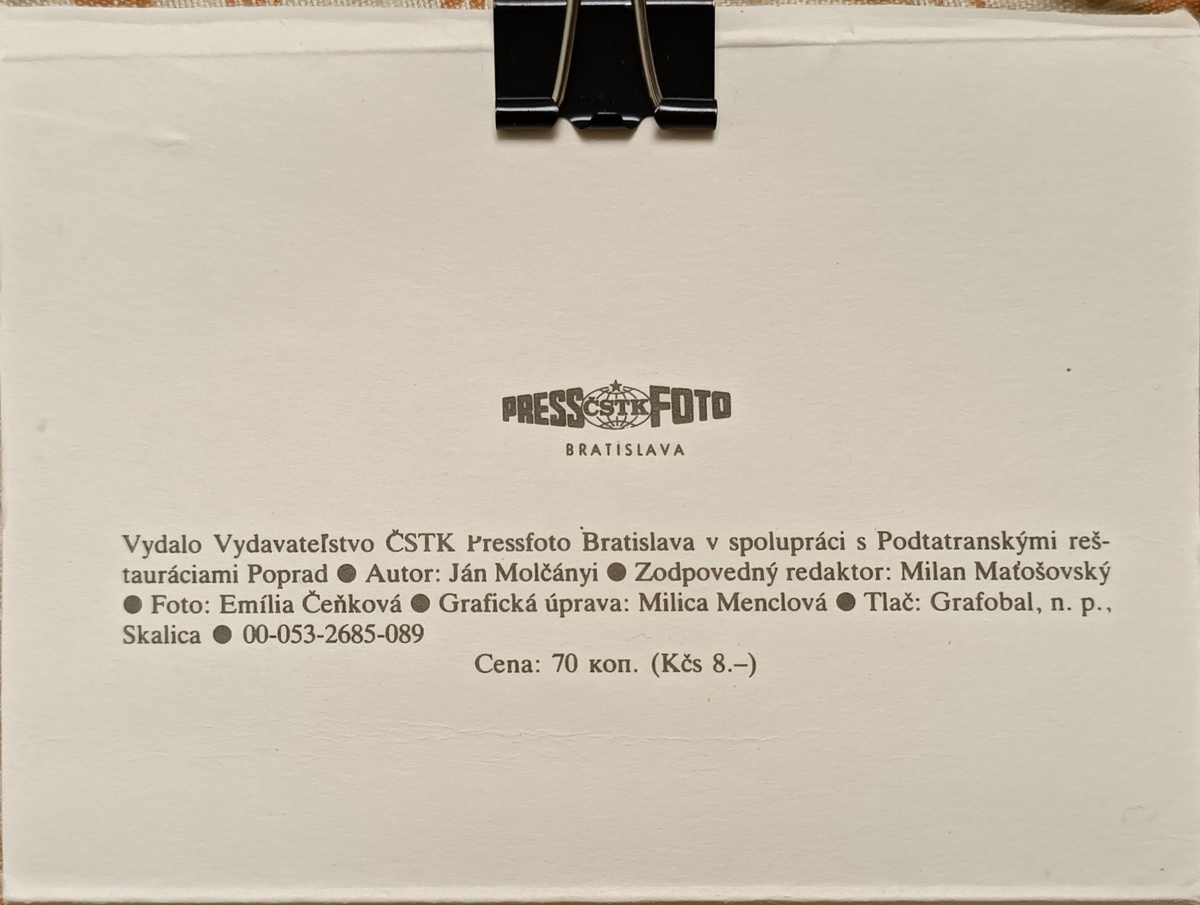 PRESS ČSTK FOTO
BRATISLAVA
Vydalo Vydavateľstvo ČSTK Pressfoto Bratislava v spolupráci s Podtatranskými reš-
tauráciami Poprad ● Autor: Ján Molčányi ● Zodpovedný redaktor: Milan Maťošovský
● Foto: Emília Čeňková ● Grafická úprava: Milica Menclová ● Tlač: Grafobal, n. p.,
Skalica ● 00-053-2685-089
Cena: 70 коп. (Kčs 8.–)